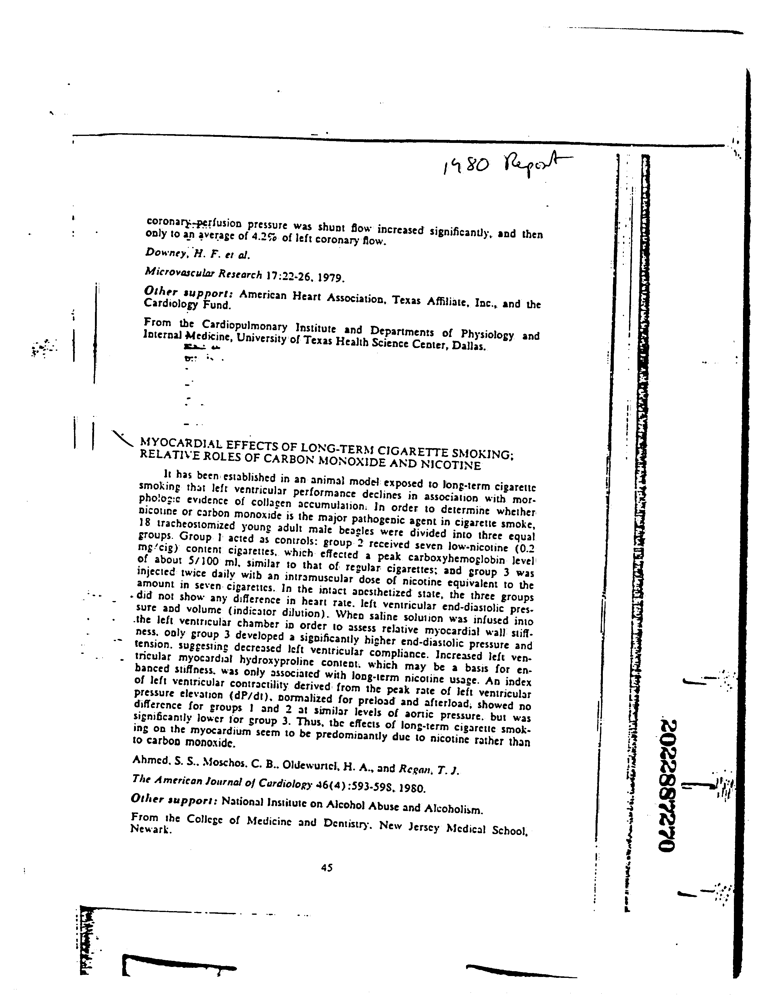 1980 Report
coronary perfusion pressure was shunt flow increased significantly, and then
only to an average of 4.2% of left coronary flow.
Downey, H. F. et al.
Microvascular Research 17:22-26, 1979.
Other support: American Heart Association, Texas Affiliate, Inc., and the
Cardiology Fund.
From the Cardiopulmonary Institute and Departments of Physiology and
Internal Medicine, University of Texas Health Science Center, Dallas.
MYOCARDIAL EFFECTS OF LONG-TERM CIGARETTE SMOKING;
RELATIVE ROLES OF CARBON MONOXIDE AND NICOTINE
It has been established in an animal model exposed to long-term cigarette
smoking that left ventricular performance declines in association with mor-
phologic evidence of collagen accumulation. In order to determine whether
nicotine or carbon monoxide is the major pathogenic agent in cigarette smoke,
18 tracheostomized young adult male beagles were divided into three equal
groups. Group 1 acted as controls; group 2 received seven low-nicotine (0.2
mg/cig) content cigarettes, which effected a peak carboxyhemoglobin level
of about 5/100 ml, similar to that of regular cigarettes; and group 3 was
injected twice daily with an intramuscular dose of nicotine equivalent to the
amount in seven cigarettes. In the intact anesthetized state, the three groups
did not show any difference in heart rate, left ventricular end-diastolic pres-
sure and volume (indicator dilution). When saline solution was infused into
the left ventricular chamber in order to assess relative myocardial wall stiff-
ness, only group 3 developed a significantly higher end-diastolic pressure and
tension, suggesting decreased left ventricular compliance. Increased left ven-
tricular myocardial hydroxyproline content, which may be a basis for en-
hanced stiffness, was only associated with long-term nicotine usage. An index
of left ventricular contractility derived from the peak rate of left ventricular
pressure elevation (dP/dt), normalized for preload and afterload, showed no
difference for groups 1 and 2 at similar levels of aortic pressure, but was
significantly lower for group 3. Thus, the effects of long-term cigarette smok-
ing on the myocardium seem to be predominantly due to nicotine rather than
to carbon monoxide.
Ahmed, S. S., Moschos, C. B., Oldewurtel, H. A., and Regan, T. J.
The American Journal of Cardiology 46(4):593-598, 1980.
Other support: National Institute on Alcohol Abuse and Alcoholism.
From the College of Medicine and Dentistry, New Jersey Medical School,
Newark.
45
2022887270